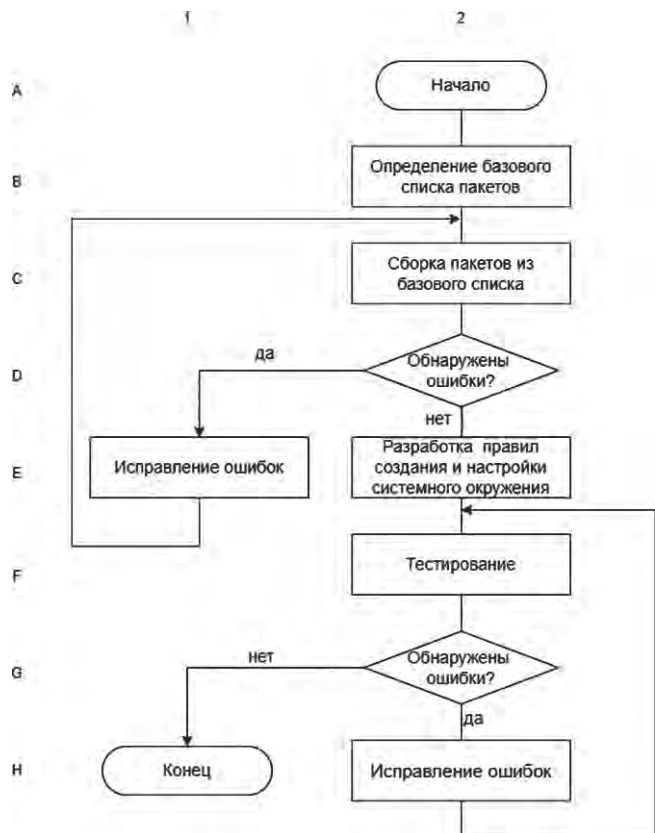 1 2
A Начало
B Определение базового
списка пакетов
C Сборка пакетов из
базового списка
да
D Обнаружены
ошибки?
нет
E Исправление ошибок
Разработка правил
создания и настройки
системного окружения
F Тестирование
нет
G Обнаружены
ошибки?
да
H Конец
Исправление ошибок